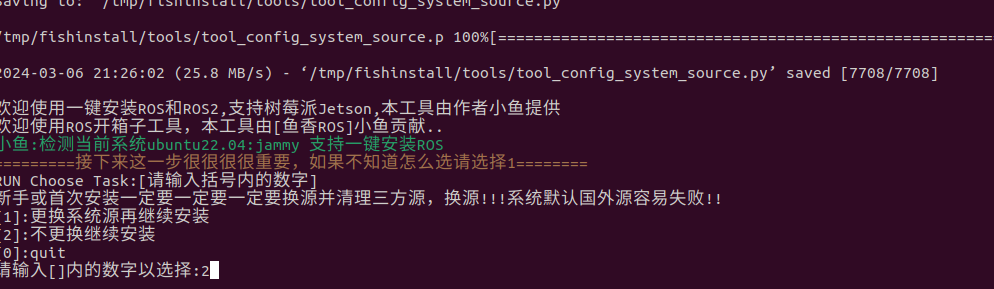 saving to: ‘/tmp/fishinstall/tools/tool_config_system_source.py’
/tmp/fishinstall/tools/tool_config_system_source.p 100%[=======================================================
2024-03-06 21:26:02 (25.8 MB/s) - ‘/tmp/fishinstall/tools/tool_config_system_source.py’ saved [7708/7708]
欢迎使用一键安装ROS和ROS2,支持树莓派Jetson,本工具由作者小鱼提供
欢迎使用ROS开箱子工具，本工具由[鱼香ROS]小鱼贡献..
小鱼:检测当前系统ubuntu22.04:jammy 支持一键安装ROS
=========接下来这一步很很很很重要，如果不知道怎么选请选择1========
RUN Choose Task:[请输入括号内的数字]
新手或首次安装一定要一定要一定要换源并清理三方源，换源!!!系统默认国外源容易失败!!
[1]:更换系统源再继续安装
[2]:不更换继续安装
[0]:quit
请输入[]内的数字以选择:2